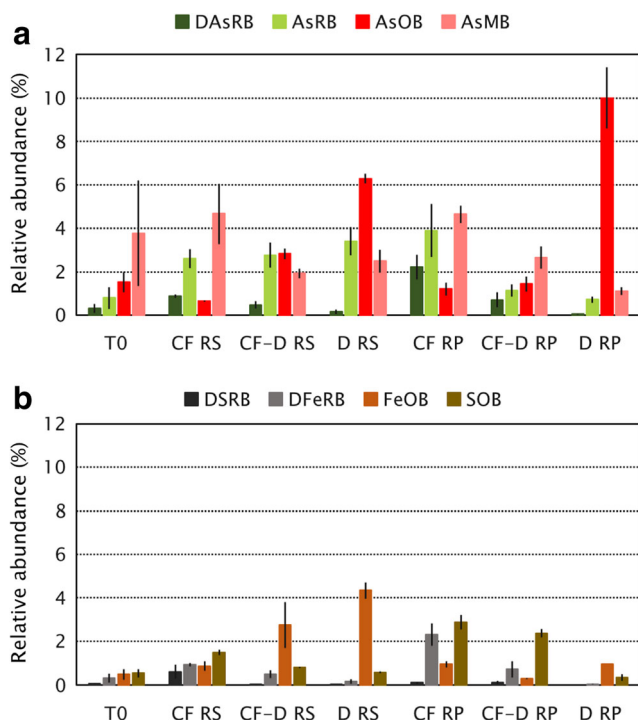 a
DAsRB AsRB AsOB AsMB
Relative abundance (%)
12
10
8
6
4
2
0
T0 CF RS CF-D RS D RS CF RP CF-D RP D RP
b
DSRB DFeRB FeOB SOB
Relative abundance (%)
12
10
8
6
4
2
0
T0 CF RS CF-D RS D RS CF RP CF-D RP D RP